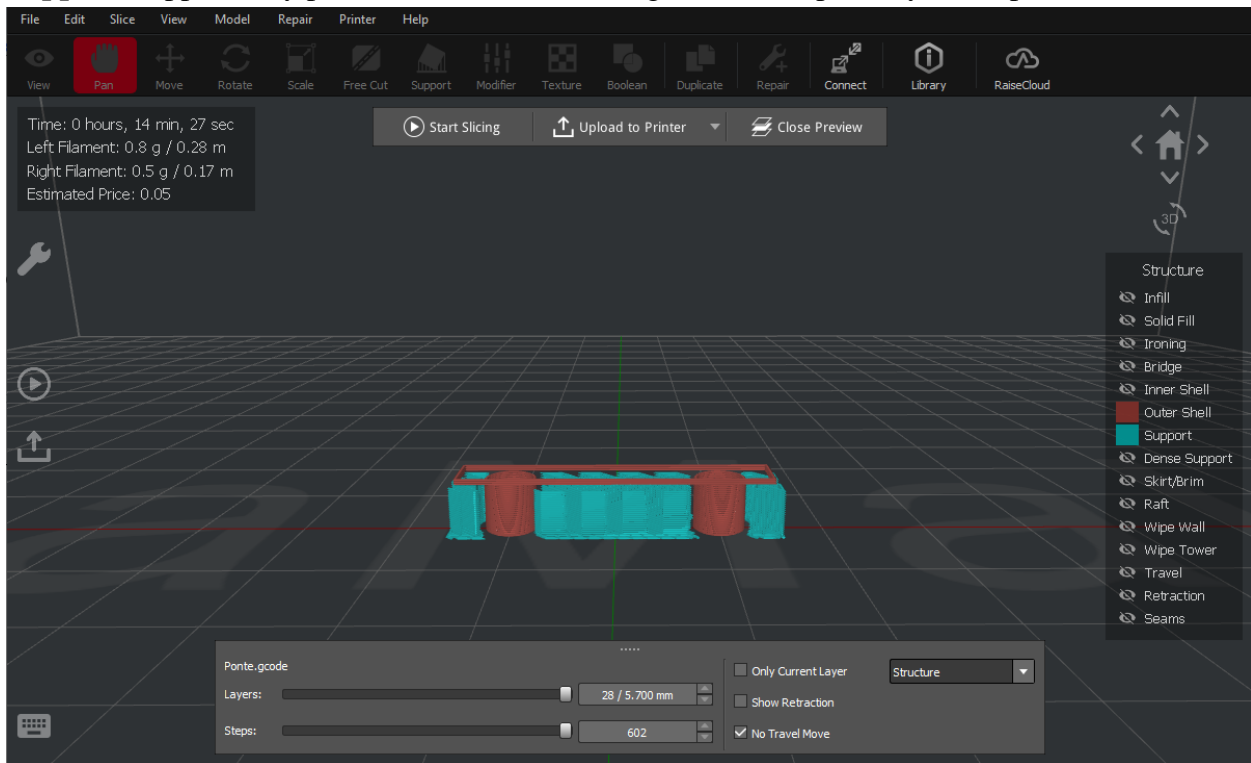 File Edit Slice View Model Repair Printer Help
View Pan Move Rotate Scale Free Cut Support Modifier Texture Boolean Duplicate Repair Connect Library RaiseCloud
Time: 0 hours, 14 min, 27 sec
Left Filament: 0.8 g / 0.28 m
Right Filament: 0.5 g / 0.17 m
Estimated Price: 0.05
Start Slicing Upload to Printer Close Preview
3D
Structure
Infill
Solid Fill
Ironing
Bridge
Inner Shell
Outer Shell
Support
Dense Support
Skirt/Brim
Raft
Wipe Wall
Wipe Tower
Travel
Retraction
Seams
Ponte.gcode
Layers: 28 / 5.700 mm
Steps: 602
Only Current Layer Structure
Show Retraction
No Travel Move